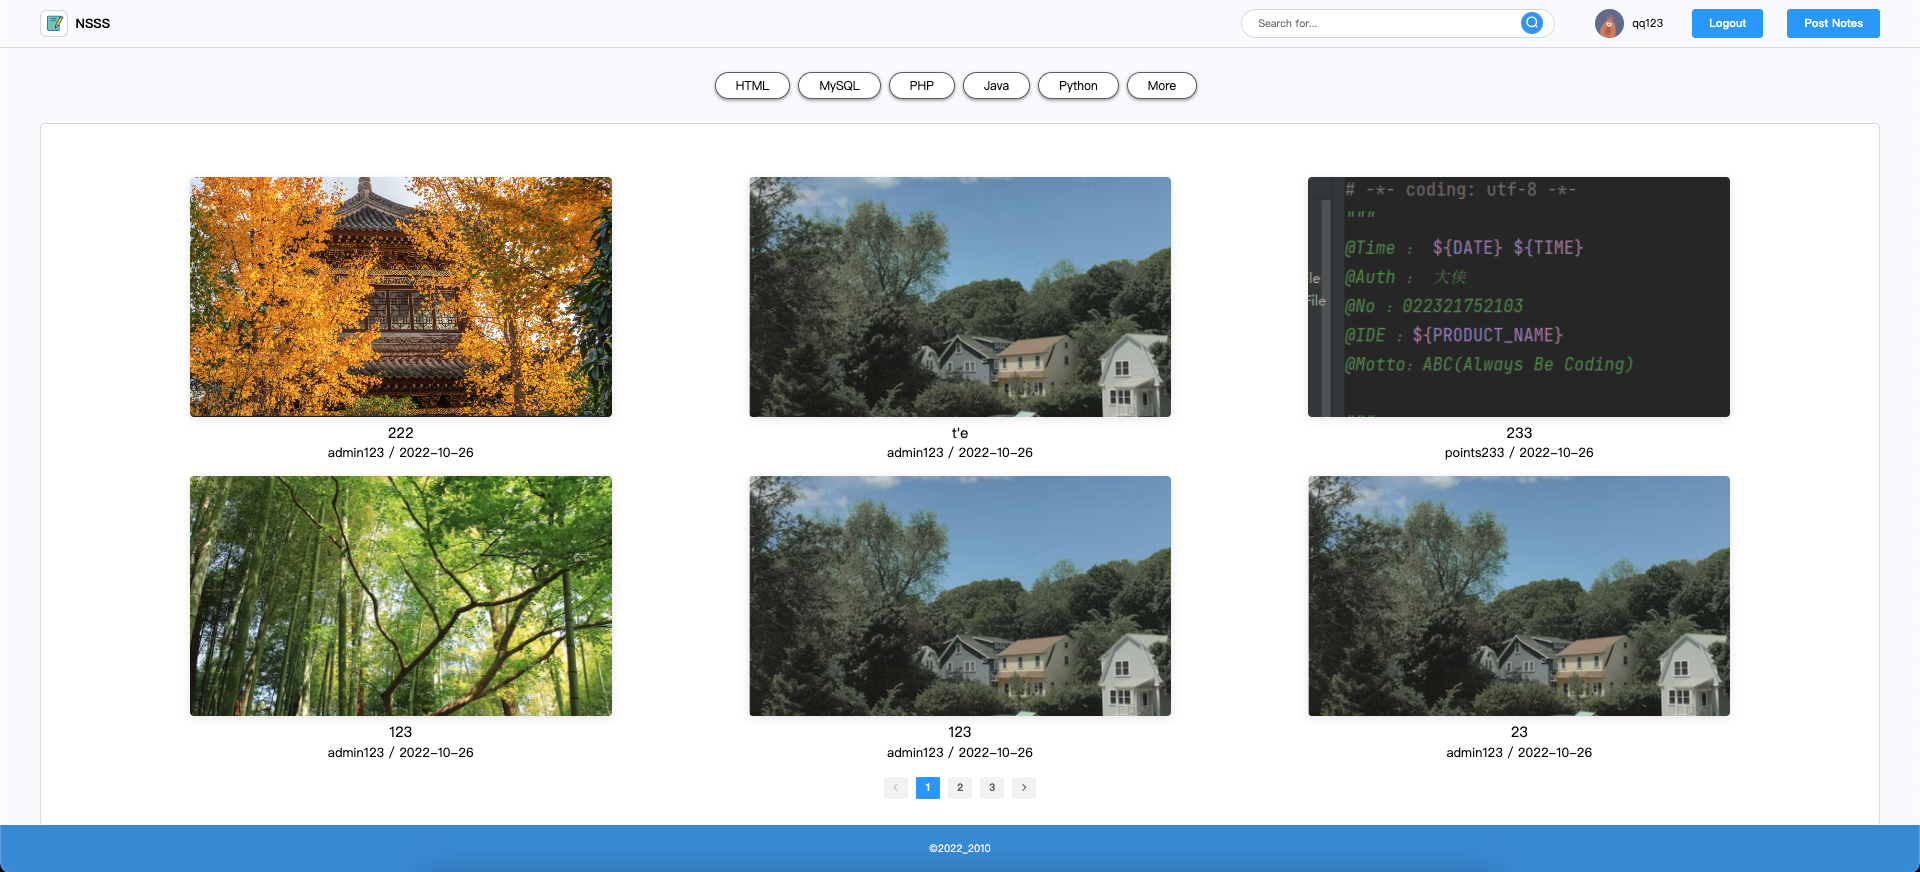 NSSS
Search for...
qq123
Logout
Post Notes
HTML
MySQL
PHP
Java
Python
More
# -*- coding: utf-8 -*-
"""
@Time : ${DATE} ${TIME}
@Auth : 大侠
le
File
@No : 022321752103
@IDE : ${PRODUCT_NAME}
@Motto: ABC(Always Be Coding)
"""
222
admin123 / 2022-10-26
t'e
admin123 / 2022-10-26
233
points233 / 2022-10-26
123
admin123 / 2022-10-26
123
admin123 / 2022-10-26
23
admin123 / 2022-10-26
< 1 2 3 >
©2022_2010